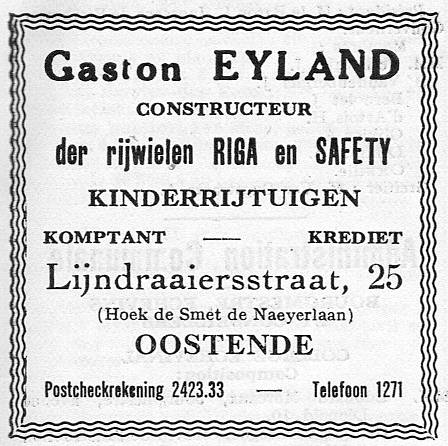 Gaston EYLAND
CONSTRUCTEUR
der rijwielen RIGA en SAFETY
KINDERRIJTUIGEN
KOMPTANT — KREDIET
Lijndraaiersstraat, 25
(Hoek de Smet de Naeyerlaan)
OOSTENDE
Postcheckrekening 2423.33 — Telefoon 1271